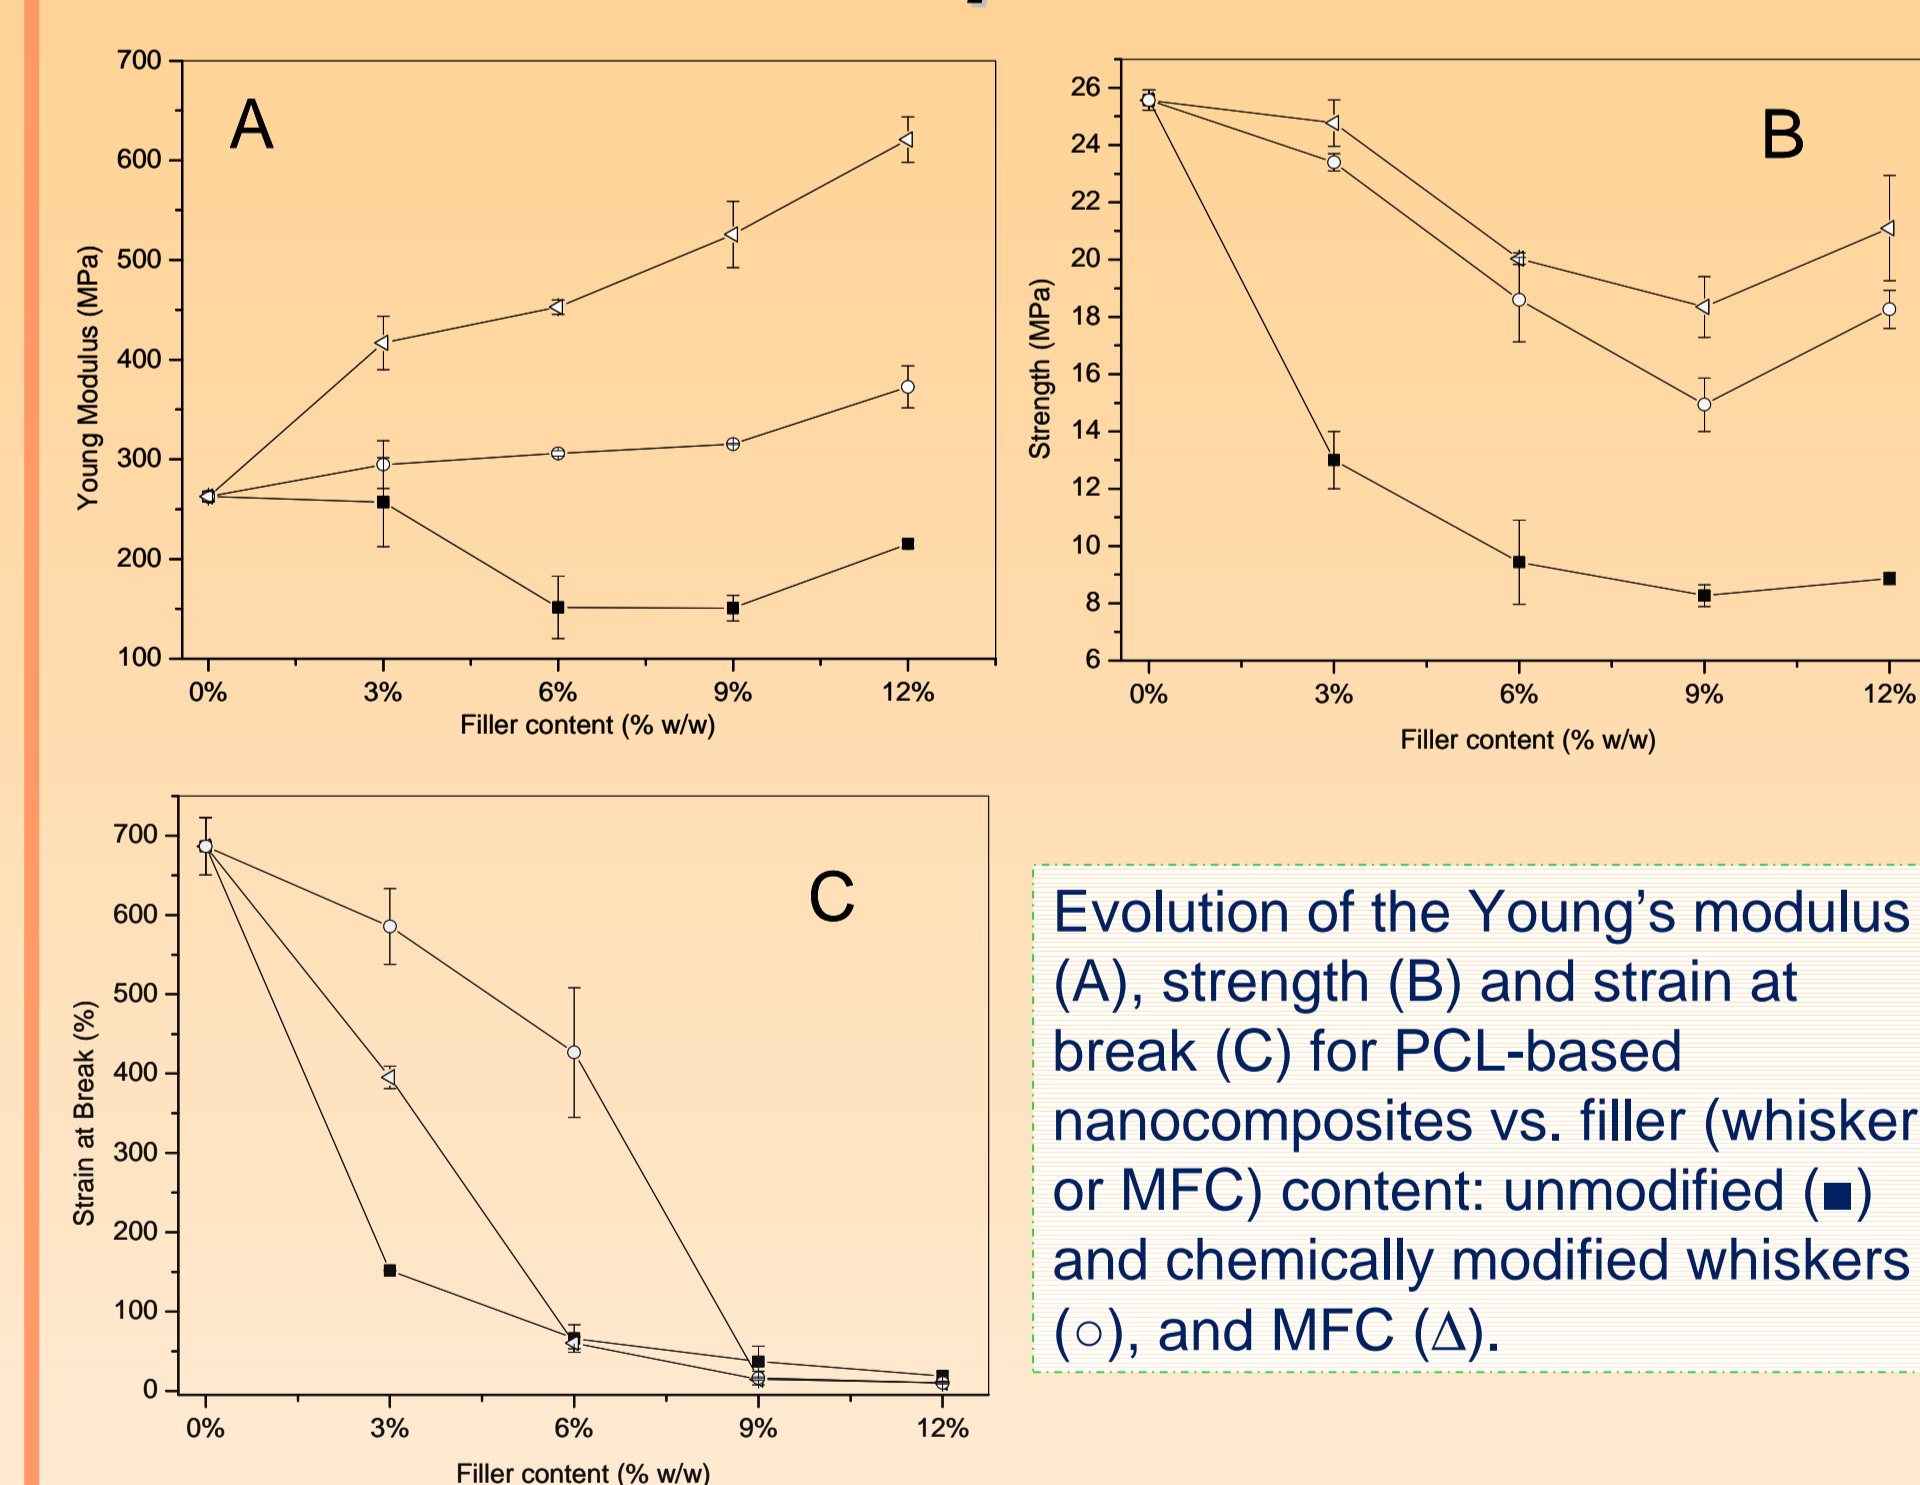 700
600
500
400
300
200
100
Young Modulus (MPa)
A
0% 3% 6% 9% 12%
Filler content (% w/w)
26
24
22
20
18
16
14
12
10
8
6
Strength (MPa)
B
0% 3% 6% 9% 12%
Filler content (% w/w)
700
600
500
400
300
200
100
0
Strain at Break (%)
C
0% 3% 6% 9% 12%
Filler content (% w/w)
Evolution of the Young’s modulus
(A), strength (B) and strain at
break (C) for PCL-based
nanocomposites vs. filler (whisker
or MFC) content: unmodified (■)
and chemically modified whiskers
(○), and MFC (Δ).